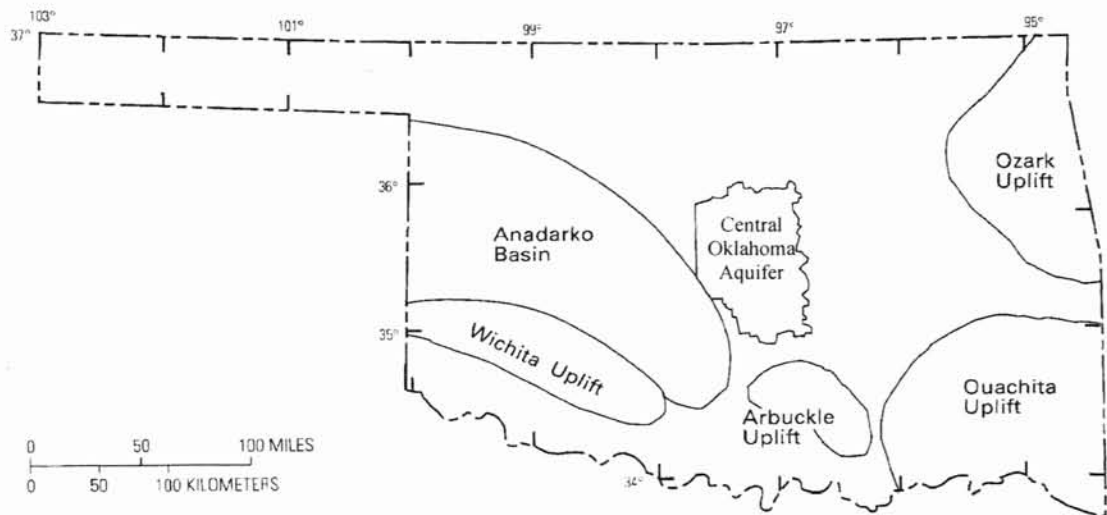 103°
101°
99°
97°
95°
37°
36°
35°
34°
Ozark
Uplift
Anadarko
Basin
Central
Oklahoma
Aquifer
Wichita Uplift
Arbuckle
Uplift
Ouachita
Uplift
0 50 100 MILES
0 50 100 KILOMETERS